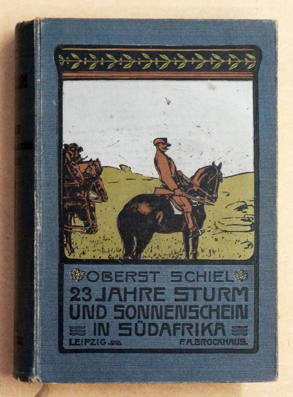 OBERST SCHIEL
23 JAHRE STURM
UND SONNENSCHEIN
IN SÜDAFRIKA
LEIPZIG F.A. BROCKHAUS.